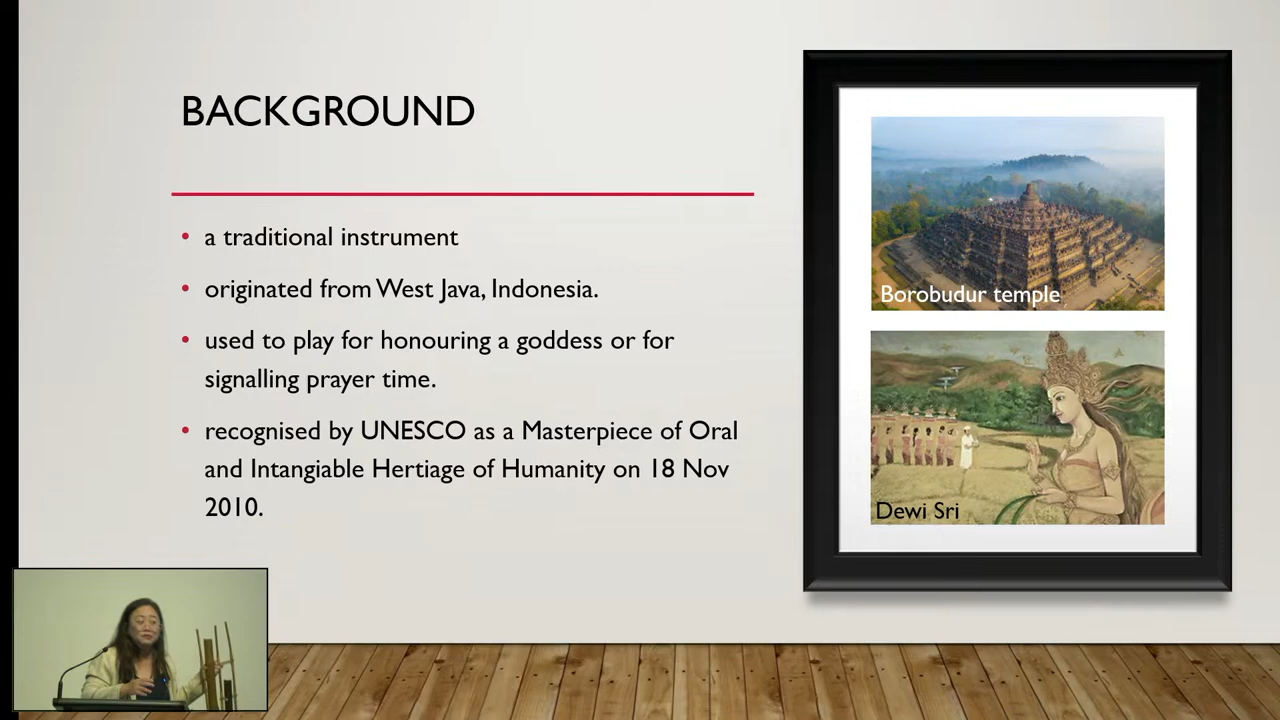 BACKGROUND
a traditional instrument
originated from West Java, Indonesia.
used to play for honouring a goddess or for
signalling prayer time.
recognised by UNESCO as a Masterpiece of Oral
and Intangiable Hertiage of Humanity on 18 Nov
2010.
Borobudur temple
Dewi Sri